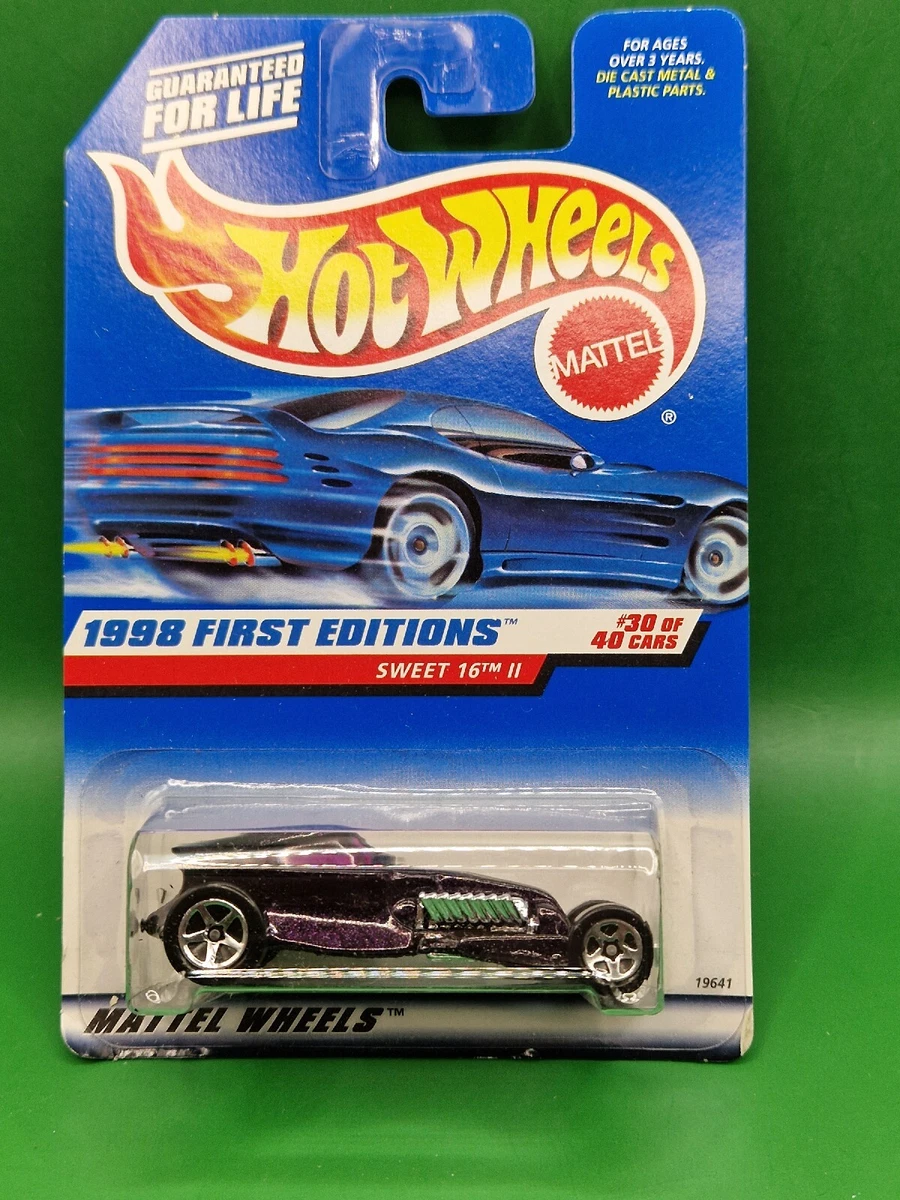 GUARANTEED
FOR LIFE
FOR AGES
OVER 3 YEARS.
DIE CAST METAL &
PLASTIC PARTS.
HOT WHEELS
MATTEL
®
1998 FIRST EDITIONS™
#30 OF
40 CARS
SWEET 16™ II
19641
MATTEL WHEELS™